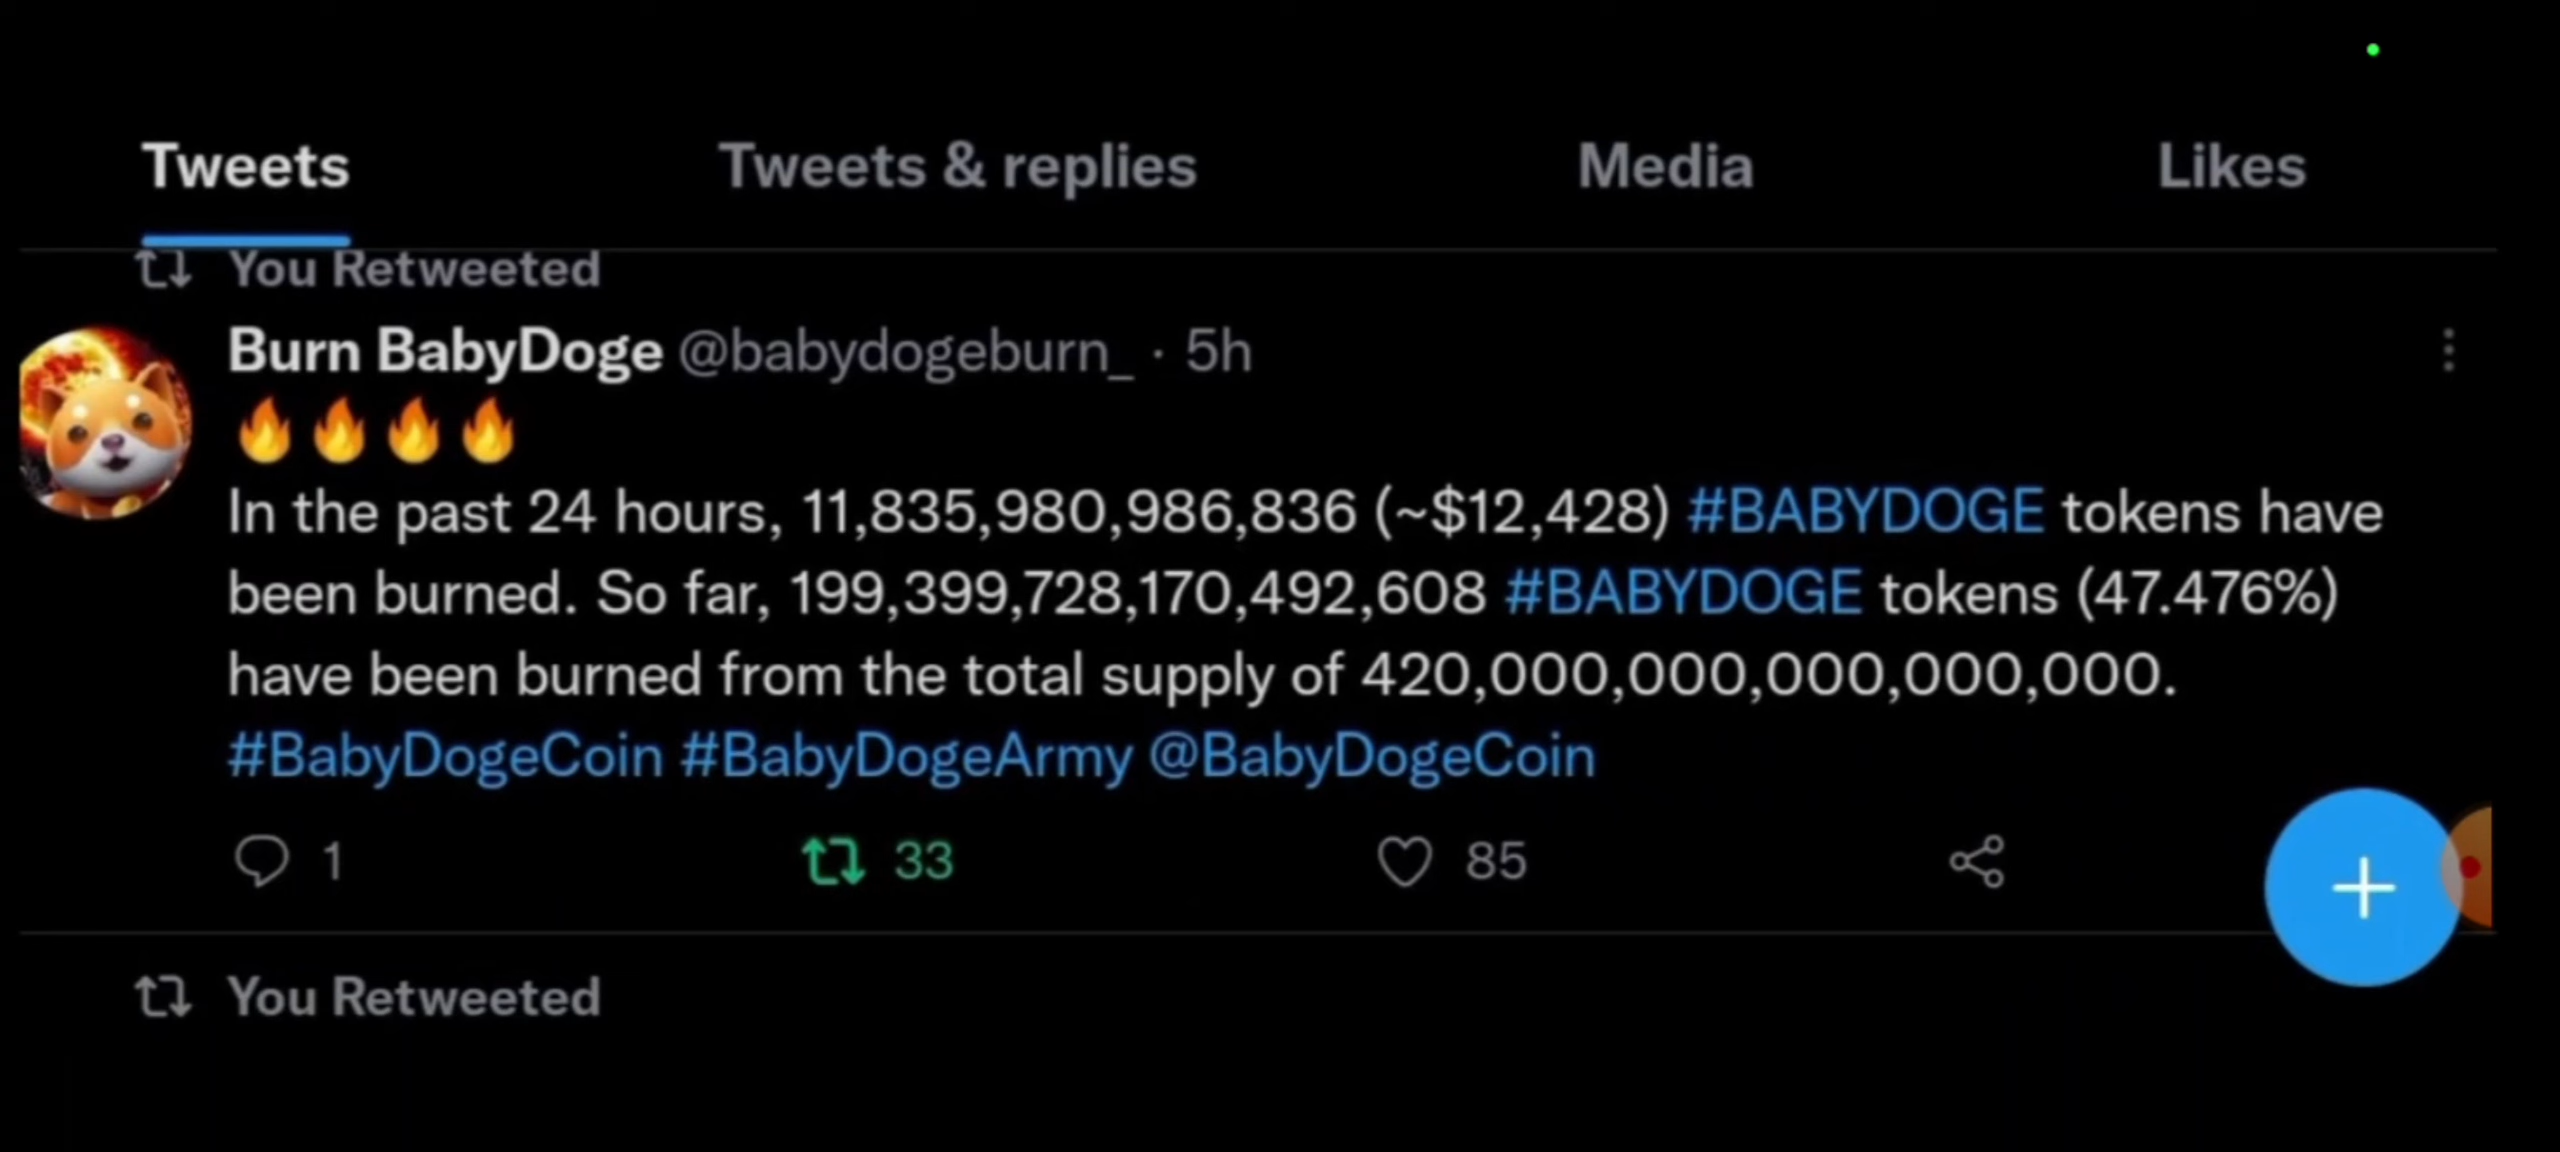 Tweets Tweets & replies Media Likes
You Retweeted
Burn BabyDoge @babydogeburn_ · 5h
🔥🔥🔥🔥
In the past 24 hours, 11,835,980,986,836 (~$12,428) #BABYDOGE tokens have
been burned. So far, 199,399,728,170,492,608 #BABYDOGE tokens (47.476%)
have been burned from the total supply of 420,000,000,000,000,000.
#BabyDogeCoin #BabyDogeArmy @BabyDogeCoin
1 33 85
You Retweeted